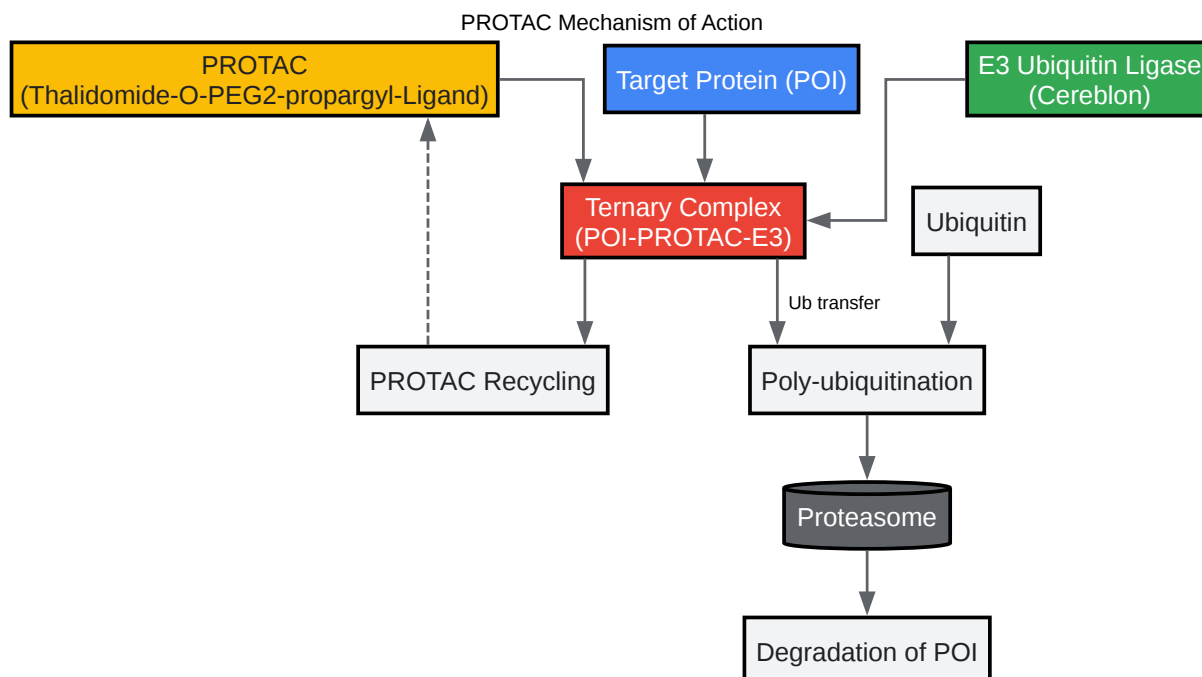 PROTAC Mechanism of Action
PROTAC
(Thalidomide-O-PEG2-propargyl-Ligand)
Target Protein (POI)
E3 Ubiquitin Ligase
(Cereblon)
Ternary Complex
(POI-PROTAC-E3)
Ubiquitin
Ub transfer
PROTAC Recycling
Poly-ubiquitination
Proteasome
Degradation of POI